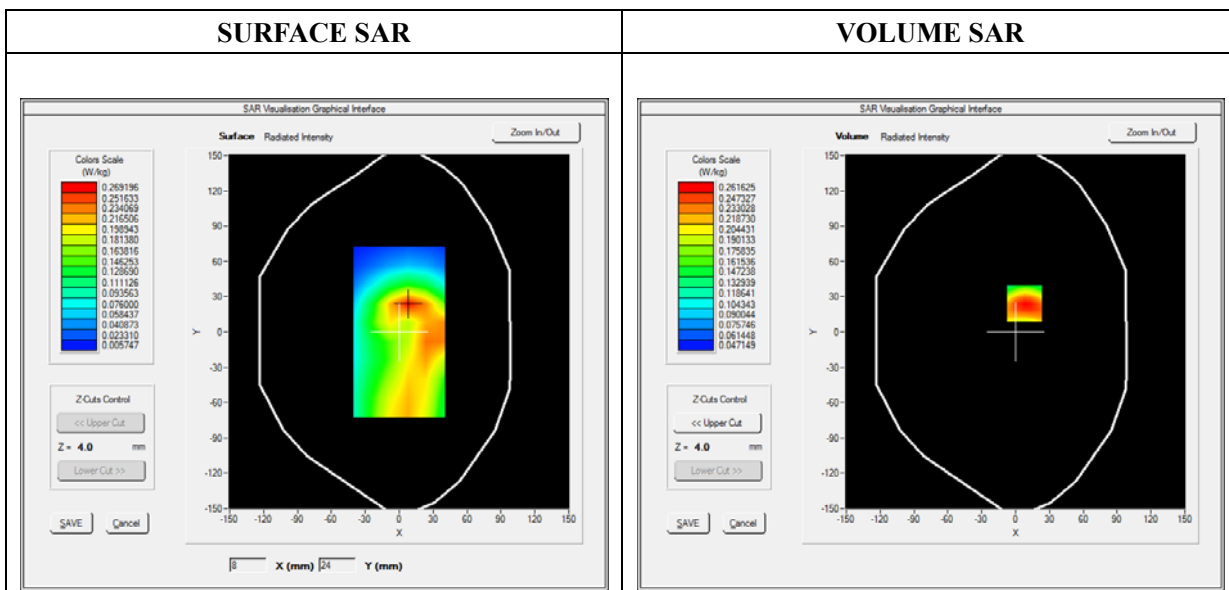 SURFACE SAR
VOLUME SAR
SAR Visualisation Graphical Interface
Surface Radiated Intensity
Zoom In/Out
Colors Scale
(W/kg)
0.269196
0.251633
0.234069
0.216506
0.198943
0.181380
0.163816
0.146253
0.128690
0.111126
0.093563
0.076000
0.058437
0.040873
0.023310
0.005747
150
120
90
60
30
0
-30
-60
-90
-120
-150
Y
-150 -120 -90 -60 -30 0 30 60 90 120 150
X
Z-Cuts Control
<< Upper Cut
Z = 4.0 mm
Lower Cut >>
SAVE Cancel
8 X (mm) 24 Y (mm)
SAR Visualisation Graphical Interface
Volume Radiated Intensity
Zoom In/Out
Colors Scale
(W/kg)
0.261625
0.247327
0.233028
0.218730
0.204431
0.190133
0.175835
0.161536
0.147238
0.132939
0.118641
0.104343
0.090044
0.075746
0.061448
0.047149
150
120
90
60
30
0
-30
-60
-90
-120
-150
Y
-150 -120 -90 -60 -30 0 30 60 90 120 150
X
Z-Cuts Control
<< Upper Cut
Z = 4.0 mm
Lower Cut >>
SAVE Cancel